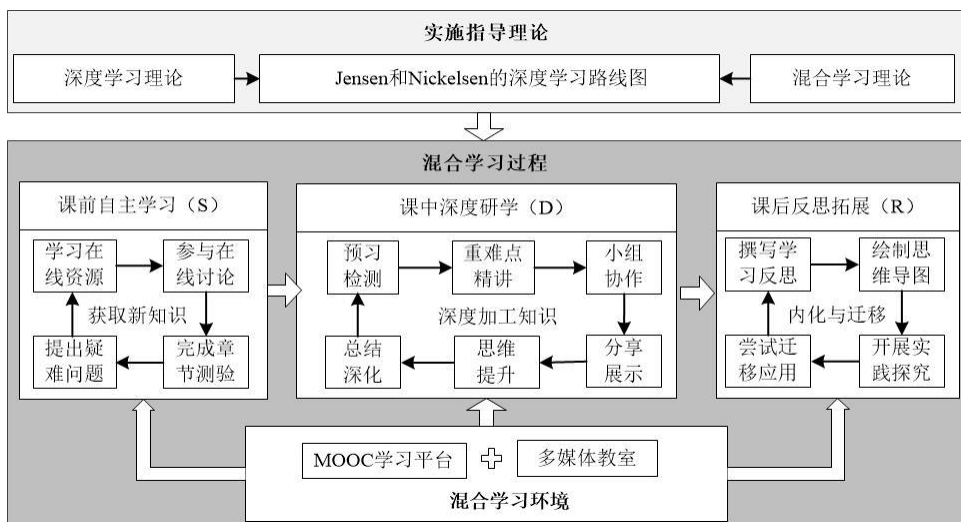 实施指导理论
深度学习理论
Jensen和Nickelsen的深度学习路线图
混合学习理论
混合学习过程
课前自主学习（S）
学习在
线资源
参与在
线讨论
获取新知识
提出疑
难问题
完成章
节测验
课中深度研学（D）
预习
检测
重难点
精讲
小组
协作
深度加工知识
总结
深化
思维
提升
分享
展示
课后反思拓展（R）
撰写学
习反思
绘制思
维导图
内化与迁移
尝试迁
移应用
开展实
践探究
MOOC学习平台
多媒体教室
混合学习环境